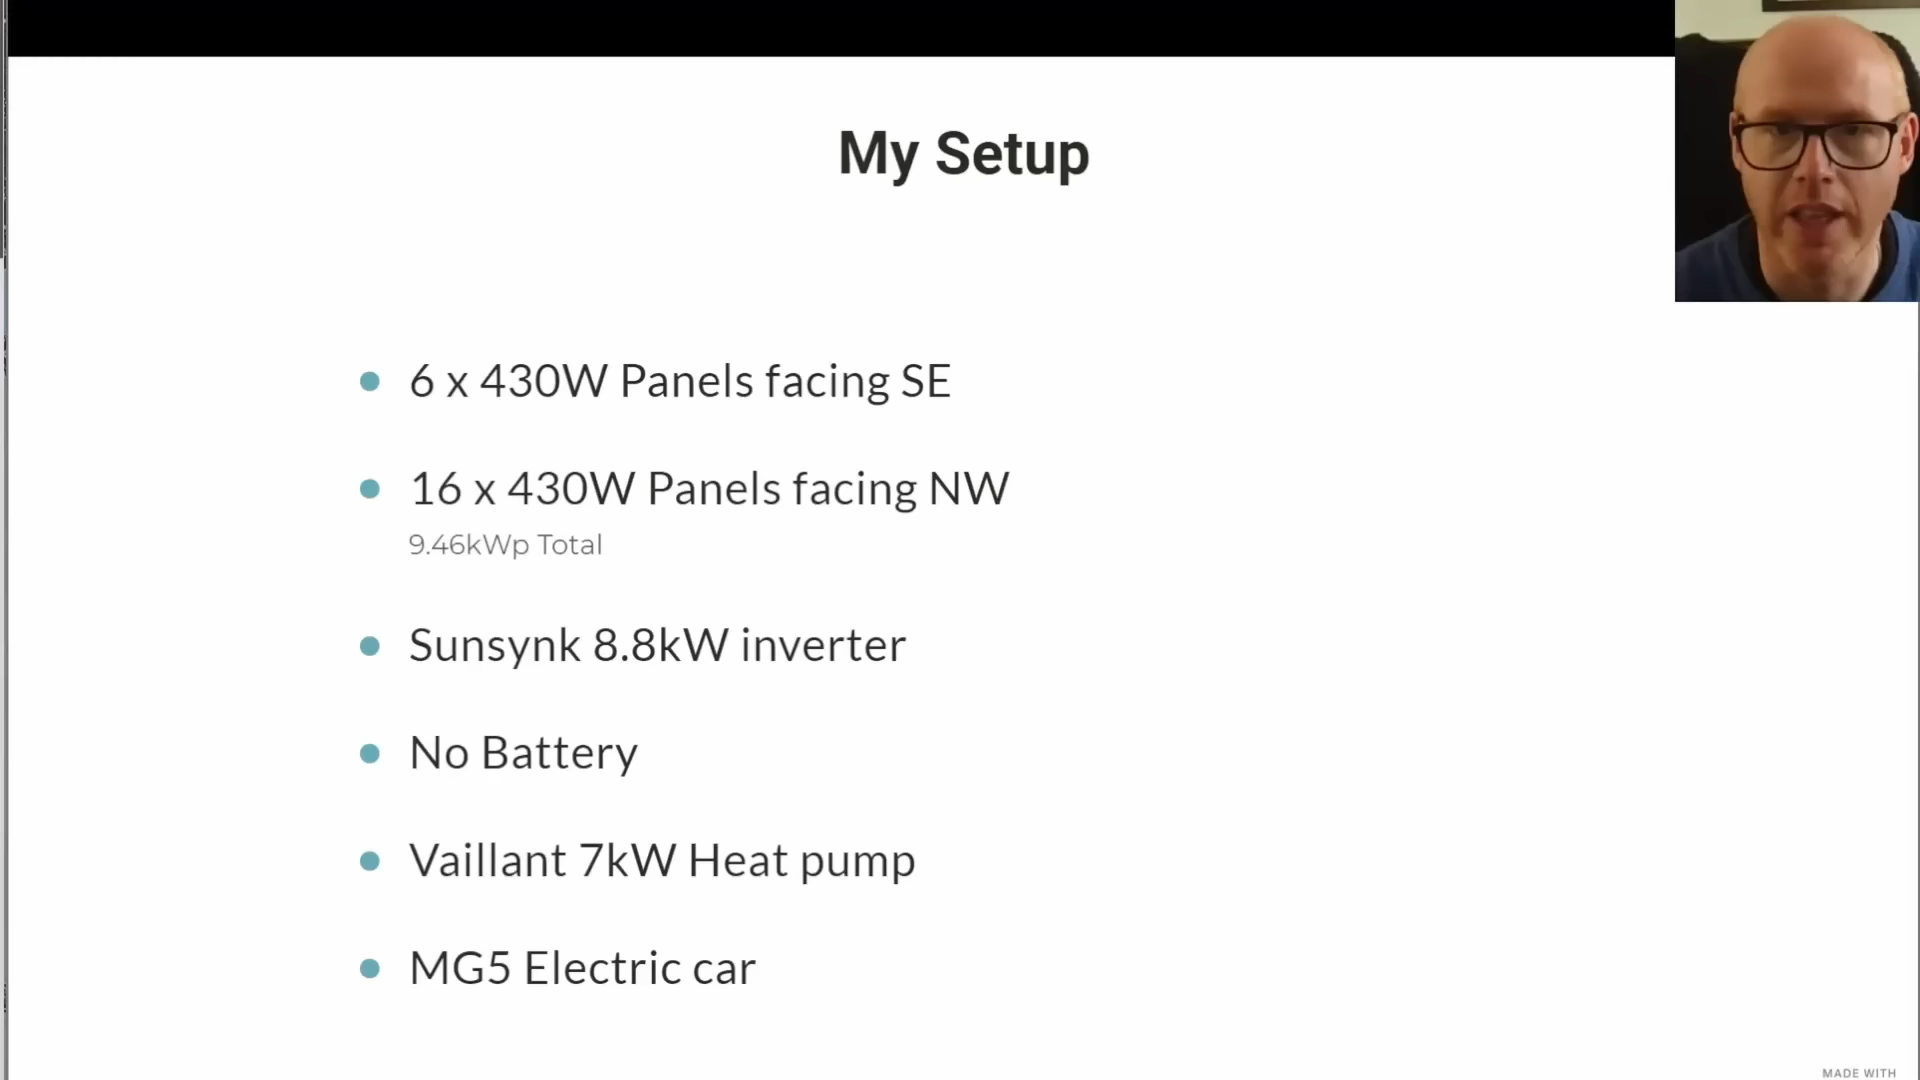 My Setup
6 x 430W Panels facing SE
16 x 430W Panels facing NW
9.46kWp Total
Sunsynk 8.8kW inverter
No Battery
Vaillant 7kW Heat pump
MG5 Electric car
MADE WITH